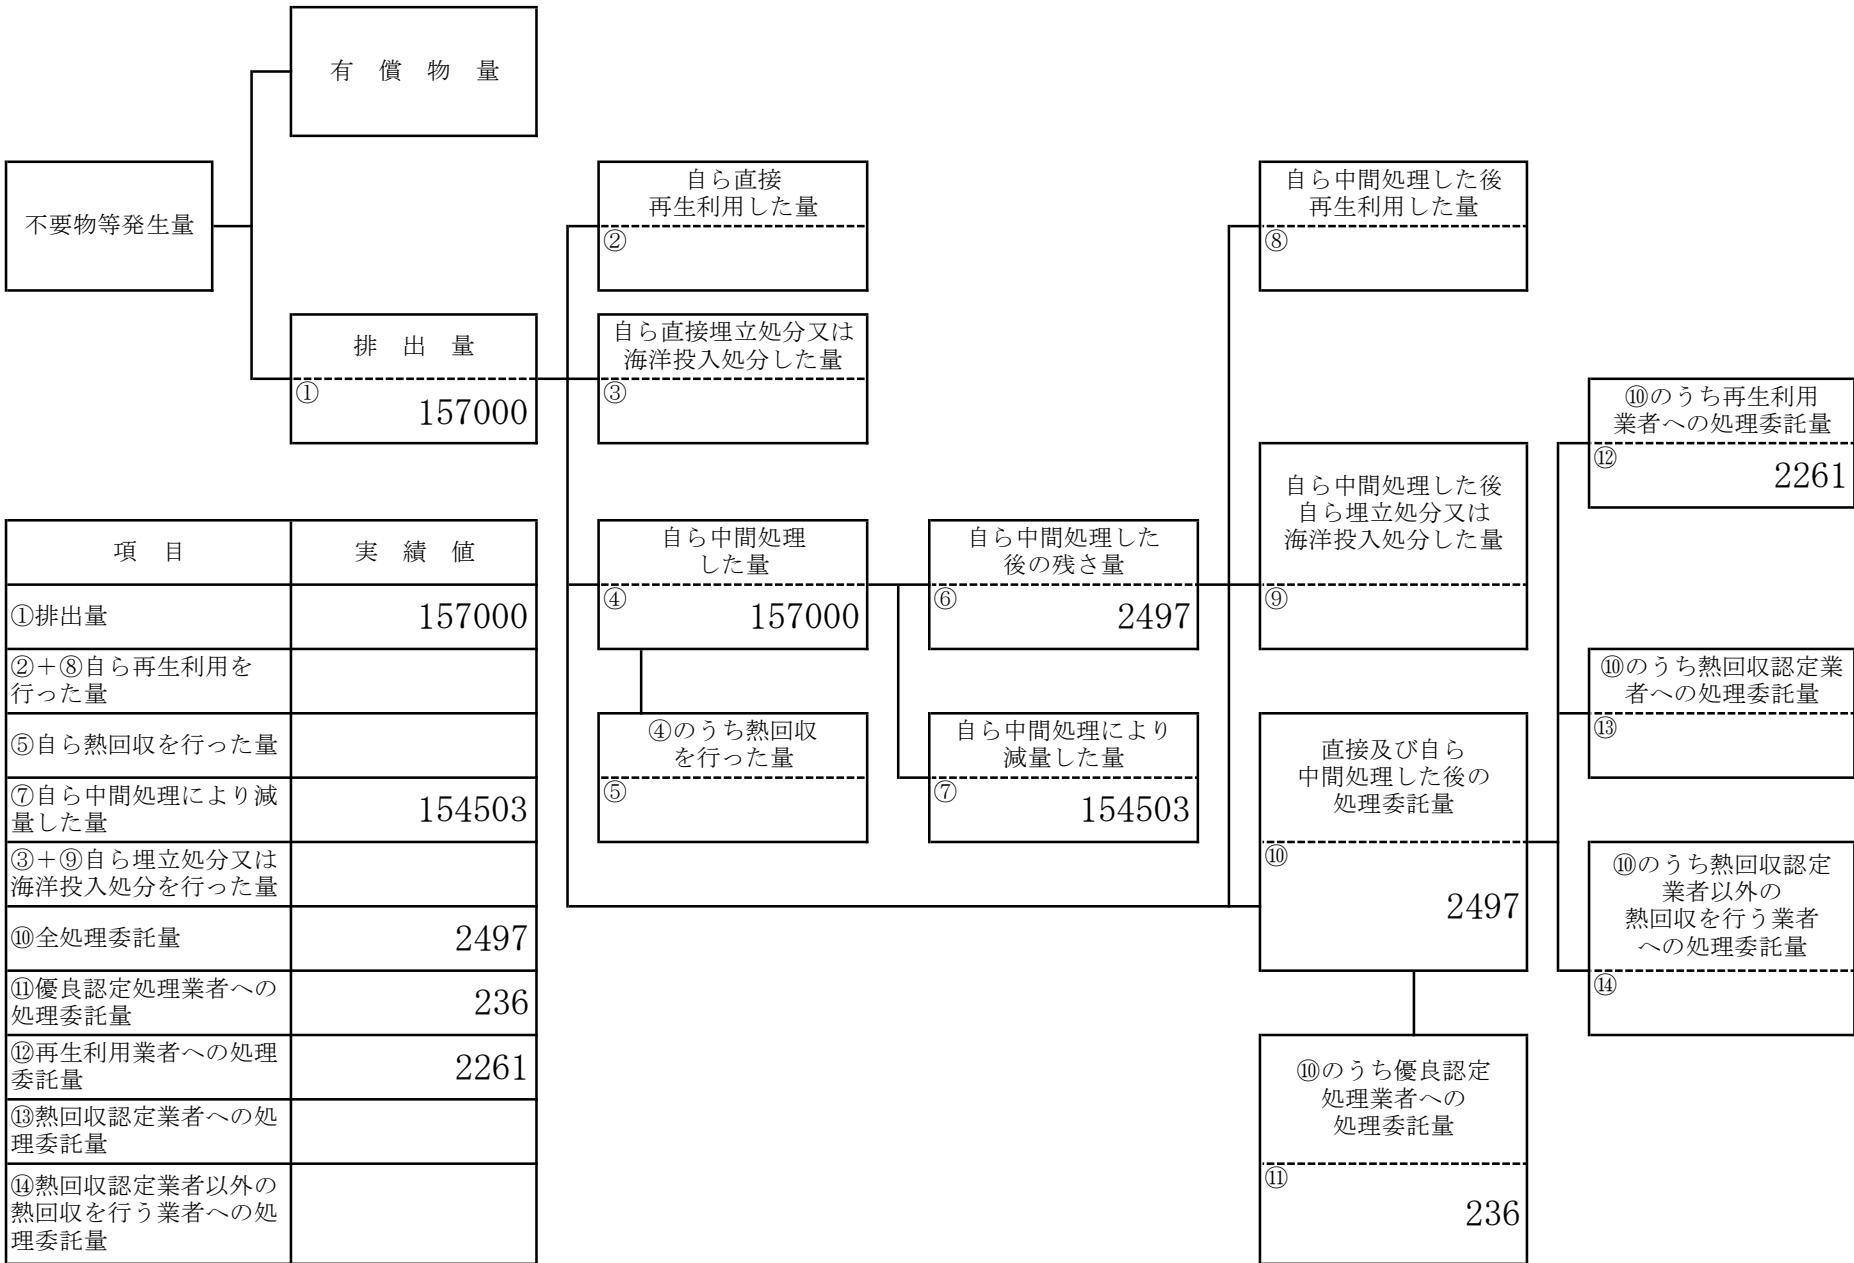 有 償 物 量
不要物等発生量
排 出 量
①
157000
自ら直接
再生利用した量
②
自ら直接埋立処分又は
海洋投入処分した量
③
自ら中間処理
した量
④
157000
④のうち熱回収
を行った量
⑤
自ら中間処理した
後の残さ量
⑥
2497
自ら中間処理により
減量した量
⑦
154503
自ら中間処理した後
再生利用した量
⑧
自ら中間処理した後
自ら埋立処分又は
海洋投入処分した量
⑨
直接及び自ら
中間処理した後の
処理委託量
⑩
2497
⑩のうち優良認定
処理業者への
処理委託量
⑪
236
⑩のうち再生利用
業者への処理委託量
⑫
2261
⑩のうち熱回収認定業
者への処理委託量
⑬
⑩のうち熱回収認定
業者以外の
熱回収を行う業者
への処理委託量
⑭
項 目 実 績 値
①排出量 157000
②＋⑧自ら再生利用を
行った量
⑤自ら熱回収を行った量
⑦自ら中間処理により減
量した量 154503
③＋⑨自ら埋立処分又は
海洋投入処分を行った量
⑩全処理委託量 2497
⑪優良認定処理業者への
処理委託量 236
⑫再生利用業者への処理
委託量 2261
⑬熱回収認定業者への処
理委託量
⑭熱回収認定業者以外の
熱回収を行う業者への処
理委託量